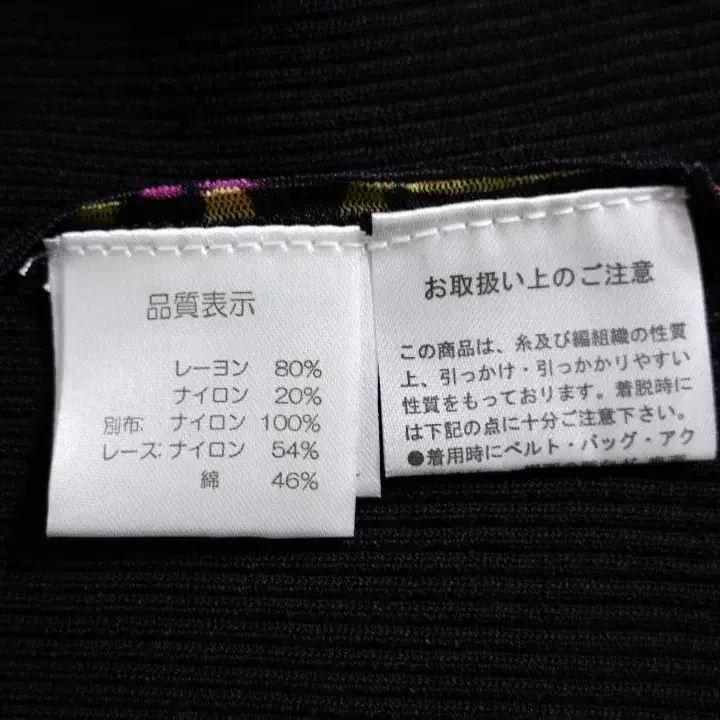 品質表示
レーヨン 80%
ナイロン 20%
別布: ナイロン 100%
レース: ナイロン 54%
綿 46%
お取扱い上のご注意
この商品は、糸及び編組織の性質
上、引っかけ・引っかかりやすい
性質をもっております。着脱時に
は下記の点に十分ご注意下さい。
●着用時にベルト・バッグ・アク